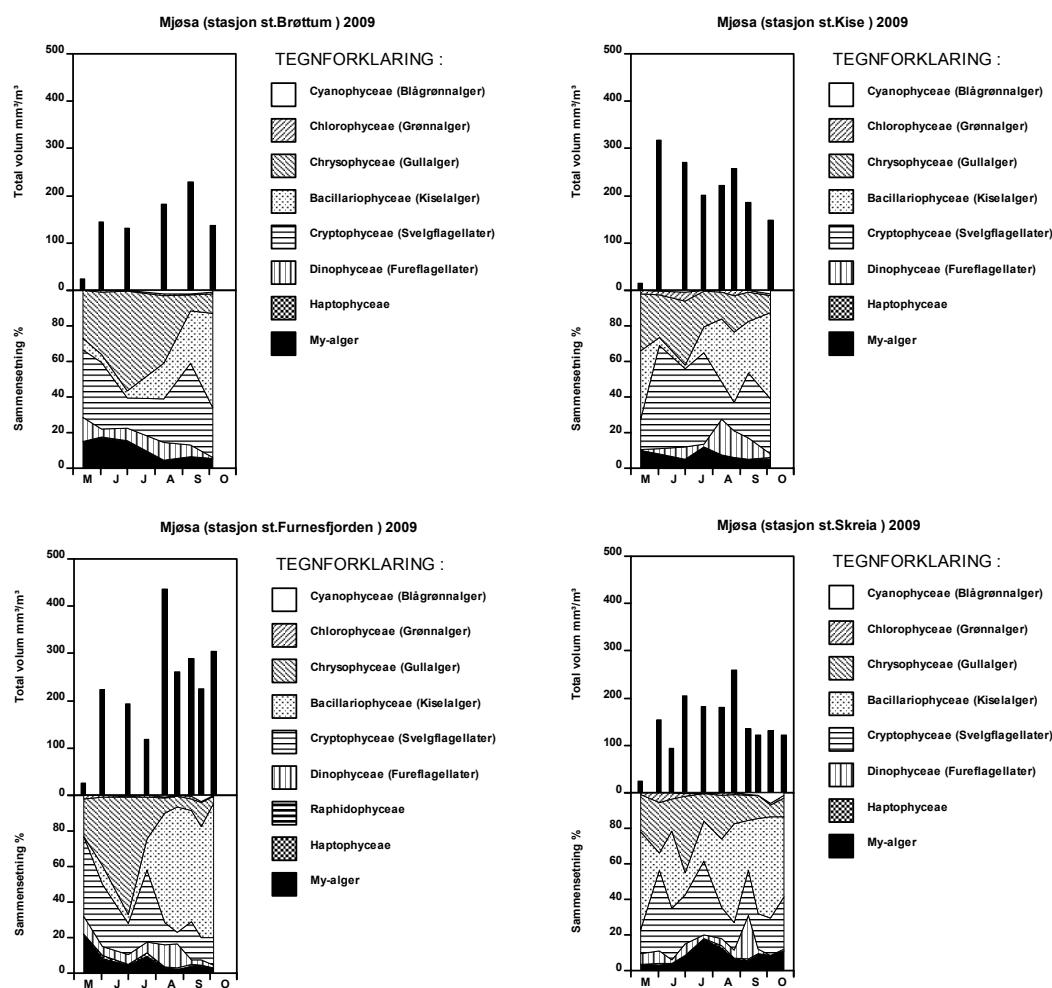 Mjøsa (stasjon st.Brøttum ) 2009
500
400
300
200
100
0
Total volum mm³/m³
80
60
40
20
0
Sammensetning %
M J J A S O
TEGNFORKLARING :
Cyanophyceae (Blågrønnalger)
Chlorophyceae (Grønnalger)
Chrysophyceae (Gullalger)
Bacillariophyceae (Kiselalger)
Cryptophyceae (Svelgflagellater)
Dinophyceae (Fureflagellater)
Haptophyceae
My-alger
Mjøsa (stasjon st.Kise ) 2009
500
400
300
200
100
0
Total volum mm³/m³
80
60
40
20
0
Sammensetning %
M J J A S O
TEGNFORKLARING :
Cyanophyceae (Blågrønnalger)
Chlorophyceae (Grønnalger)
Chrysophyceae (Gullalger)
Bacillariophyceae (Kiselalger)
Cryptophyceae (Svelgflagellater)
Dinophyceae (Fureflagellater)
Haptophyceae
My-alger
Mjøsa (stasjon st.Furnesfjorden ) 2009
500
400
300
200
100
0
Total volum mm³/m³
80
60
40
20
0
Sammensetning %
M J J A S O
TEGNFORKLARING :
Cyanophyceae (Blågrønnalger)
Chlorophyceae (Grønnalger)
Chrysophyceae (Gullalger)
Bacillariophyceae (Kiselalger)
Cryptophyceae (Svelgflagellater)
Dinophyceae (Fureflagellater)
Raphidophyceae
Haptophyceae
My-alger
Mjøsa (stasjon st.Skreia ) 2009
500
400
300
200
100
0
Total volum mm³/m³
80
60
40
20
0
Sammensetning %
M J J A S O
TEGNFORKLARING :
Cyanophyceae (Blågrønnalger)
Chlorophyceae (Grønnalger)
Chrysophyceae (Gullalger)
Bacillariophyceae (Kiselalger)
Cryptophyceae (Svelgflagellater)
Dinophyceae (Fureflagellater)
Haptophyceae
My-alger